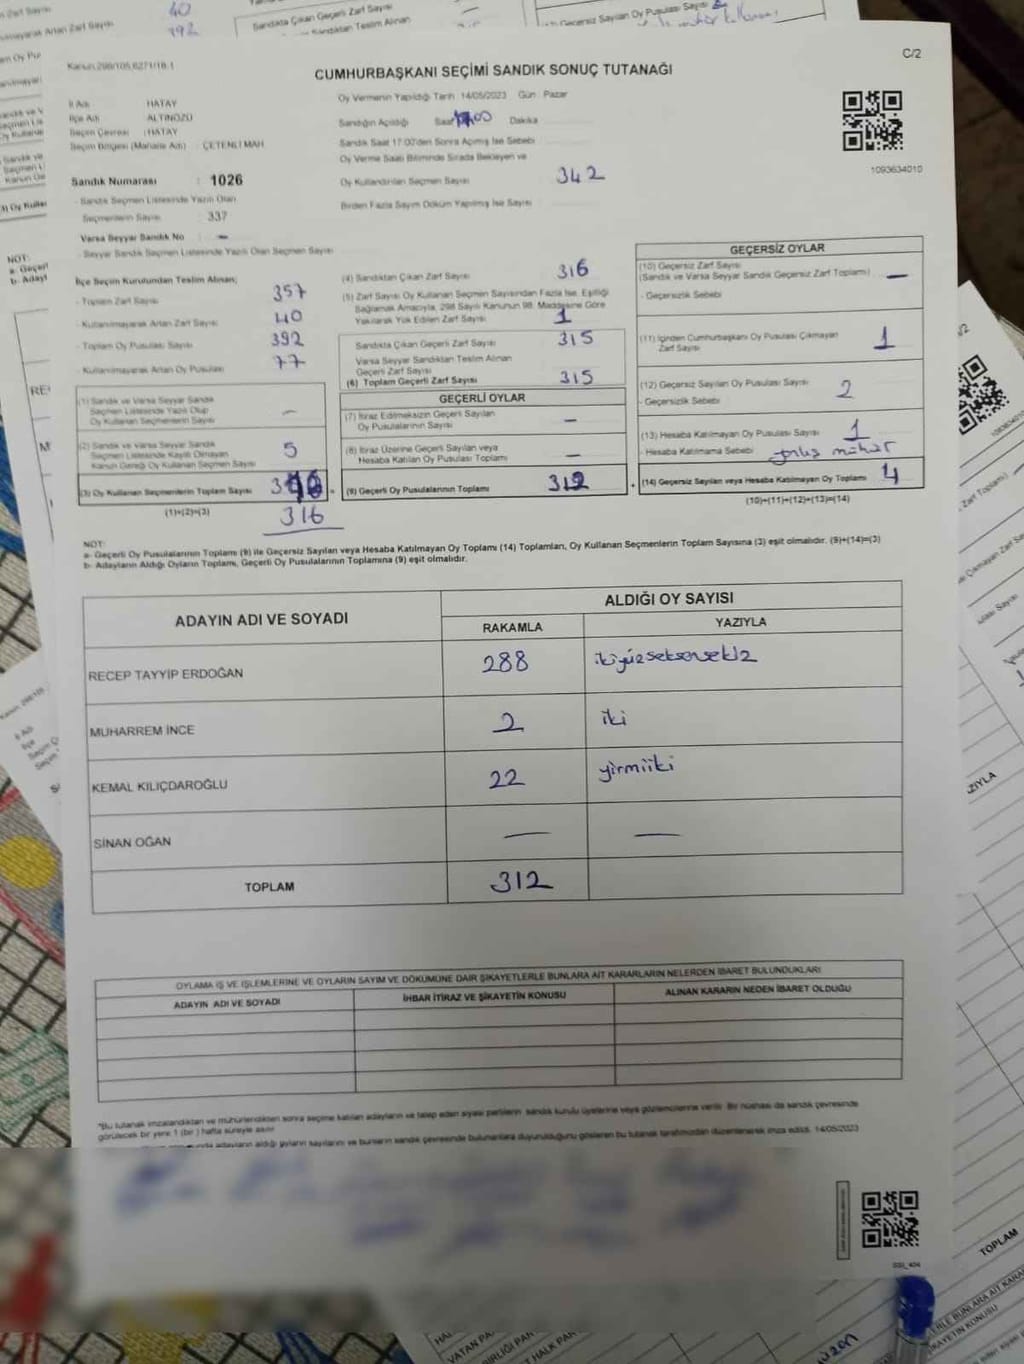 C/2
Kanun:298/105,6271/18-1
CUMHURBAŞKANI SEÇİMİ SANDIK SONUÇ TUTANAĞI
İl Adı : HATAY
İlçe Adı : ALTINÖZÜ
Seçim Çevresi : HATAY
Seçim Bölgesi (Mahalle Adı) : ÇETENLİ MAH.
Sandık Numarası : 1026
- Sandık Seçmen Listesinde Yazılı Olan
Seçmenlerin Sayısı : 337
Varsa Seyyar Sandık No : -
- Seyyar Sandık Seçmen Listesinde Yazılı Olan Seçmen Sayısı
Oy Vermenin Yapıldığı Tarih :14/05/2023 Gün : Pazar
Sandığın Açıldığı Saat Dakika
Sandık Saat 17:00'den Sonra Açılmış İse Sebebi
Oy Verme Saati Bitiminde Sırada Bekleyen ve
Oy Kullandırılan Seçmen Sayısı 342
Birden Fazla Sayım Döküm Yapılmış İse Sayısı
1093634010
İlçe Seçim Kurulundan Teslim Alınan;
- Toplam Zarf Sayısı 357
- Kullanılmayarak Artan Zarf Sayısı 40
- Toplam Oy Pusulası Sayısı 392
- Kullanılmayarak Artan Oy Pusulası 77
(1) Sandık ve Varsa Seyyar Sandık
Seçmen Listesinde Yazılı Olup
Oy Kullanan Seçmenlerin Sayısı -
(2) Sandık ve Varsa Seyyar Sandık
Seçmen Listesinde Kayıtlı Olmayan
Kanun Gereği Oy Kullanan Seçmen Sayısı 5
(3) Oy Kullanan Seçmenlerin Toplam Sayısı
(1)+(2)=(3) 316
(4) Sandıktan Çıkan Zarf Sayısı 316
(5) Zarf Sayısı Oy Kullanan Seçmen Sayısından Fazla İse, Eşitliği
Sağlamak Amacıyla, 298 Sayılı Kanunun 98. Maddesine Göre
Yakılarak Yok Edilen Zarf Sayısı 1
Sandıkta Çıkan Geçerli Zarf Sayısı 315
Varsa Seyyar Sandıktan Teslim Alınan
Geçerli Zarf Sayısı
(6) Toplam Geçerli Zarf Sayısı 315
GEÇERLİ OYLAR
(7) İtiraz Edilmeksizin Geçerli Sayılan
Oy Pusulalarının Sayısı -
(8) İtiraz Üzerine Geçerli Sayılan veya
Hesaba Katılan Oy Pusulası Toplamı -
(9) Geçerli Oy Pusulalarının Toplamı 312
GEÇERSİZ OYLAR
(10) Geçersiz Zarf Sayısı
(Sandık ve Varsa Seyyar Sandık Geçersiz Zarf Toplamı) -
- Geçersizlik Sebebi
(11) İçinden Cumhurbaşkanı Oy Pusulası Çıkmayan
Zarf Sayısı 1
(12) Geçersiz Sayılan Oy Pusulası Sayısı 2
- Geçersizlik Sebebi
(13) Hesaba Katılmayan Oy Pusulası Sayısı 1
- Hesaba Katılmama Sebebi yanlış mühür
(14) Geçersiz Sayılan veya Hesaba Katılmayan Oy Toplamı 4
(10)+(11)+(12)+(13)=(14)
NOT:
a- Geçerli Oy Pusulalarının Toplamı (9) ile Geçersiz Sayılan veya Hesaba Katılmayan Oy Toplamı (14) Toplamları, Oy Kullanan Seçmenlerin Toplam Sayısına (3) eşit olmalıdır. (9)+(14)=(3)
b- Adayların Aldığı Oyların Toplamı, Geçerli Oy Pusulalarının Toplamına (9) eşit olmalıdır.
ADAYIN ADI VE SOYADI
ALDIĞI OY SAYISI
RAKAMLA YAZIYLA
RECEP TAYYİP ERDOĞAN 288 ikiyüzseksensekiz
MUHARREM İNCE 2 iki
KEMAL KILIÇDAROĞLU 22 yirmiiki
SİNAN OĞAN — —
TOPLAM 312
OYLAMA İŞ VE İŞLEMLERİNE VE OYLARIN SAYIM VE DÖKÜMÜNE DAİR ŞİKAYETLERLE BUNLARA AİT KARARLARIN NELERDEN İBARET BULUNDUKLARI
ADAYIN ADI VE SOYADI İHBAR İTİRAZ VE ŞİKAYETİN KONUSU ALINAN KARARIN NEDEN İBARET OLDUĞU
*Bu tutanak imzalandıktan ve mühürlendikten sonra seçime katılan adayların ve talep eden siyasi partilerin sandık kurulu üyelerine veya gözlemcilerine verilir. Bir nüshası da sandık çevresinde
görülecek bir yere 1 (bir ) hafta süreyle asılır
adayların aldığı oyların sayılarını ve bunların sandık çevresinde bulunanlara duyurulduğunu gösteren bu tutanak tarafımızdan düzenlenerek imza edildi. 14/05/2023
TOPLAM